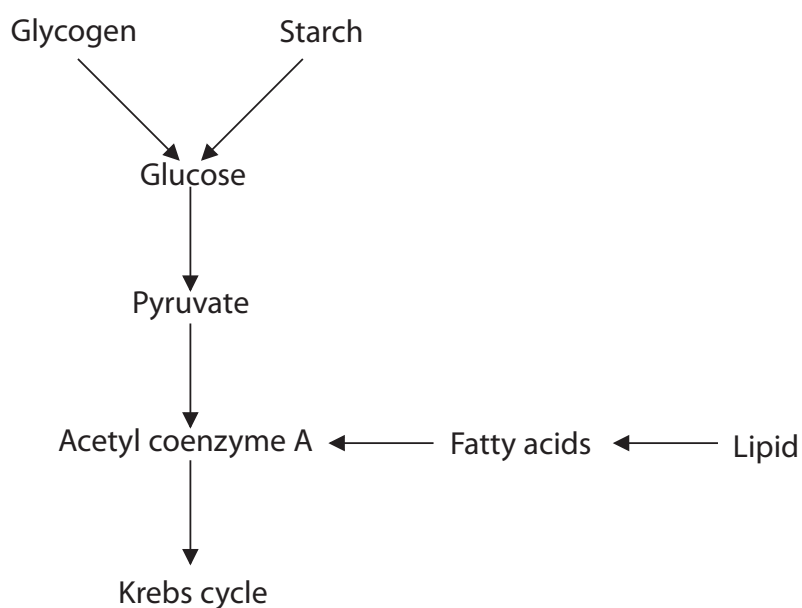 Glycogen Starch
Glucose
Pyruvate
Acetyl coenzyme A Fatty acids Lipid
Krebs cycle